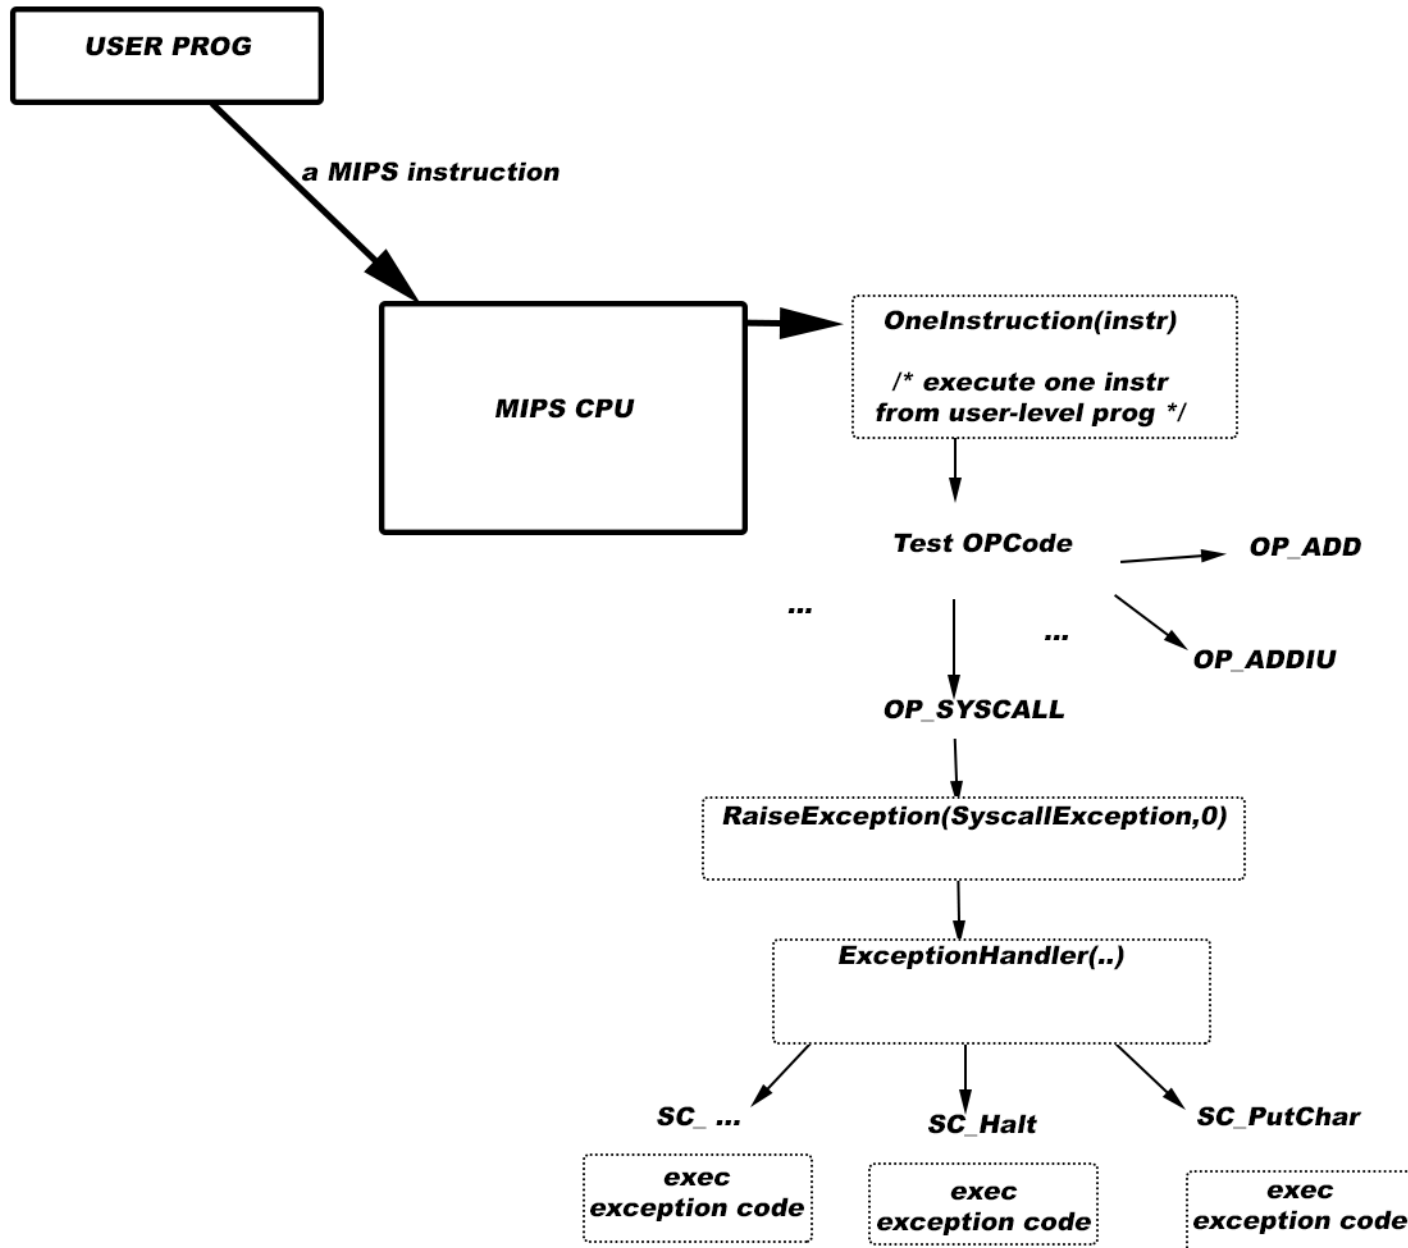 USER PROG
a MIPS instruction
MIPS CPU
OneInstruction(instr)
/* execute one instr
from user-level prog */
Test OPCode
OP_ADD
...
...
OP_ADDIU
OP_SYSCALL
RaiseException(SyscallException,0)
ExceptionHandler(..)
SC_ ...
SC_Halt
SC_PutChar
exec
exception code
exec
exception code
exec
exception code